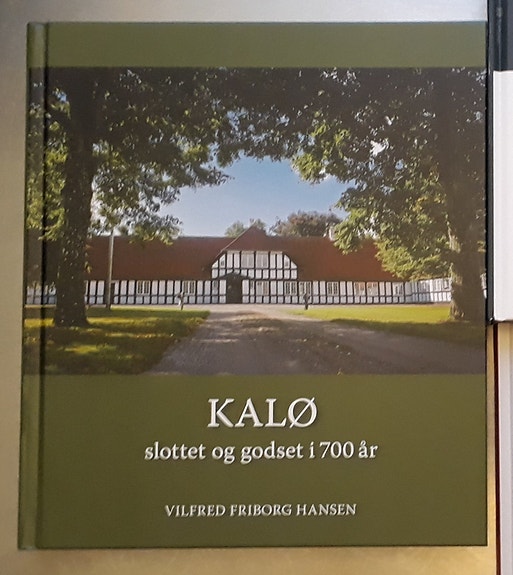 KALØ
slottet og godset i 700 år
VILFRED FRIBORG HANSEN